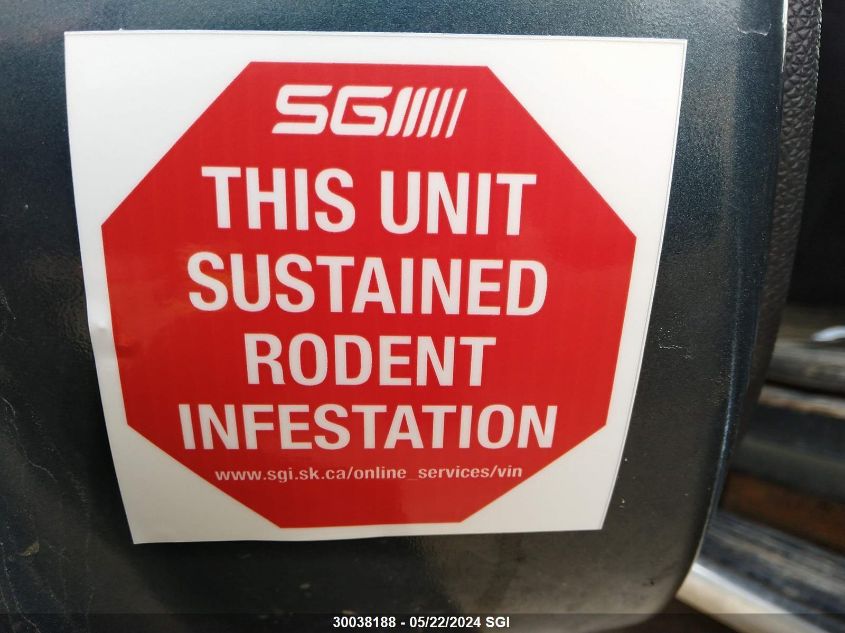 SGI
THIS UNIT
SUSTAINED
RODENT
INFESTATION
www.sgi.sk.ca/online_services/vin
30038188 - 05/22/2024 SGI